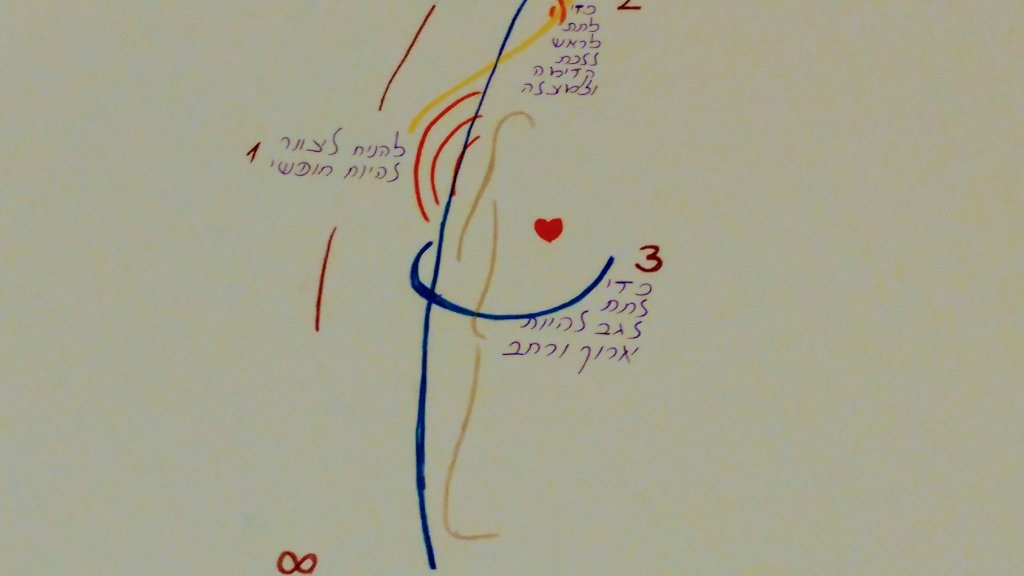 2
כדי
לתת
לראש
ללכת
קדימה
ולמעלה
1
להניח לצוואר
להיות חופשי
3
כדי
לתת
לגב להיות
ארוך ורחב
∞